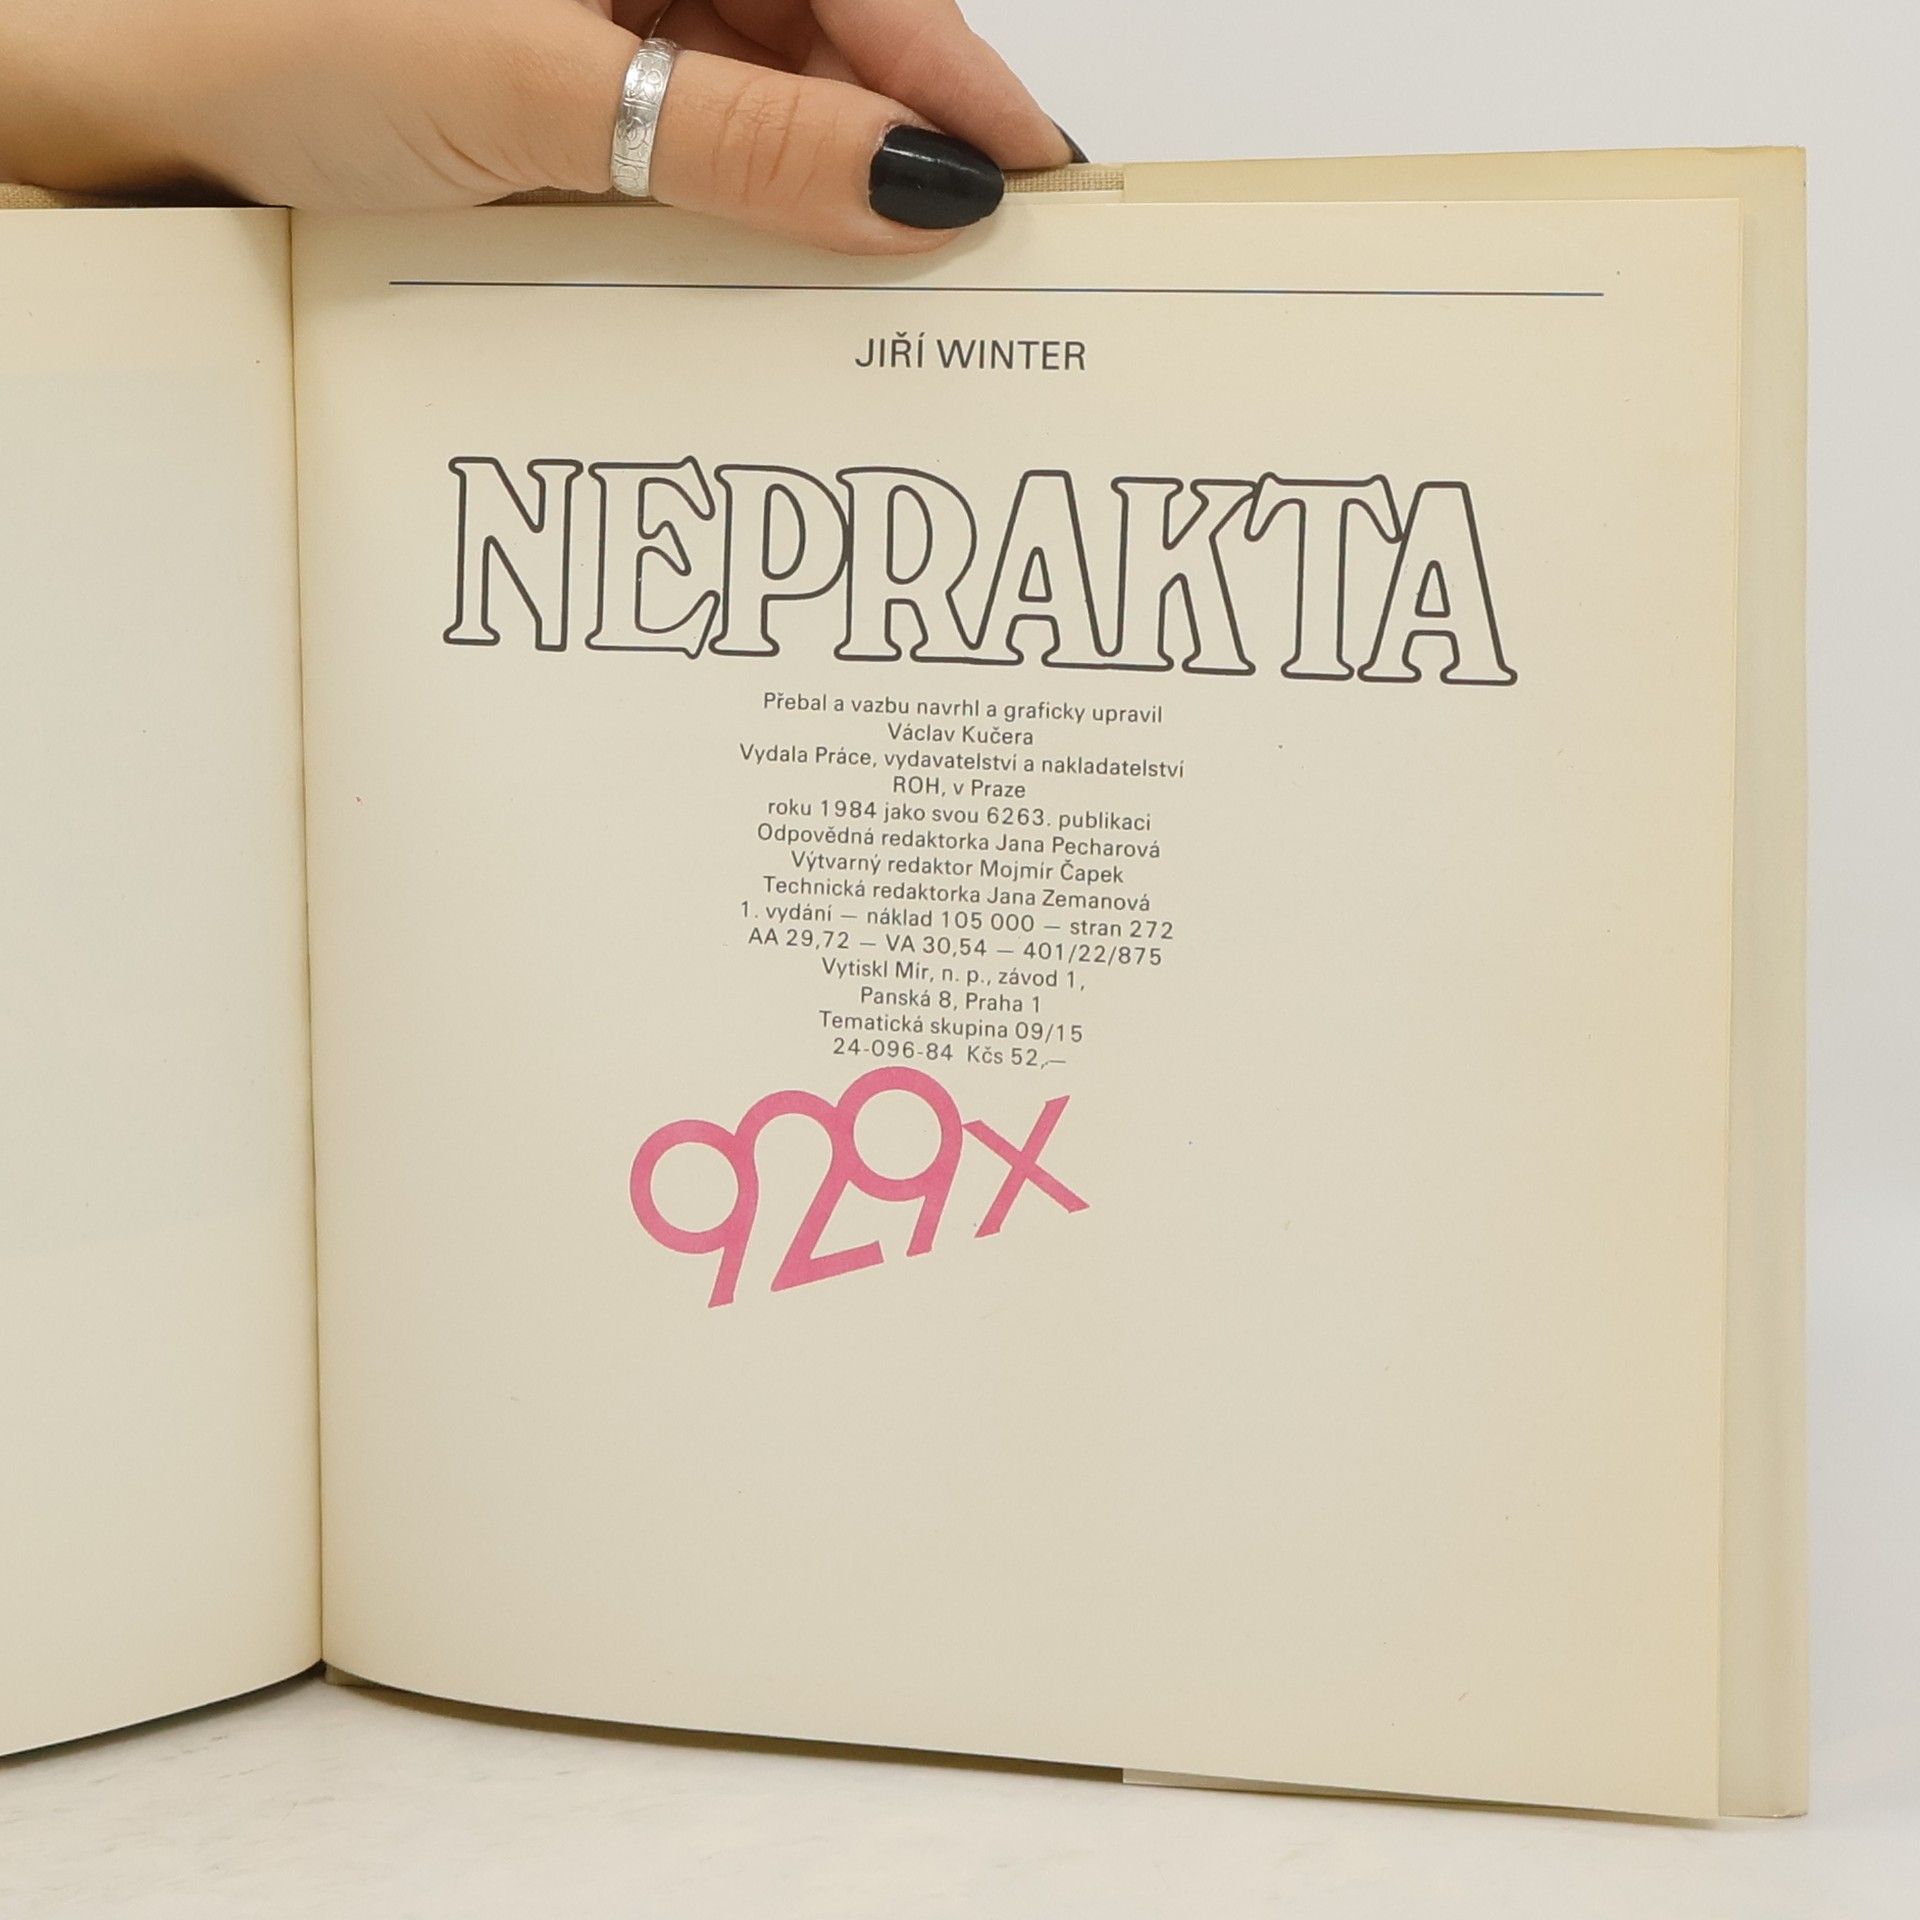 JIŘÍ WINTER
NEPRAKTA
Přebal a vazbu navrhl a graficky upravil
Václav Kučera
Vydala Práce, vydavatelství a nakladatelství
ROH, v Praze
roku 1984 jako svou 6263. publikaci
Odpovědná redaktorka Jana Pecharová
Výtvarný redaktor Mojmír Čapek
Technická redaktorka Jana Zemanová
1. vydání — náklad 105 000 — stran 272
AA 29,72 — VA 30,54 — 401/22/875
Vytiskl Mír, n. p., závod 1,
Panská 8, Praha 1
Tematická skupina 09/15
24-096-84 Kčs 52,—
929x